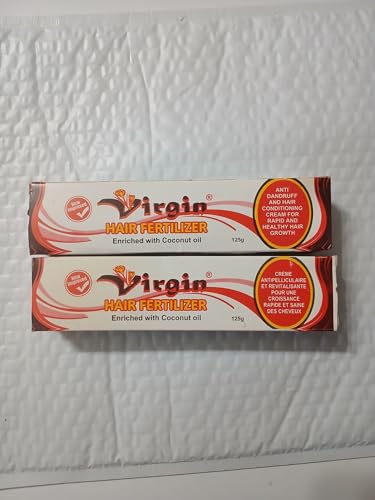 Virgin®
HAIR FERTILIZER
Enriched with Coconut oil
125g
ANTI
DANDRUFF
AND HAIR
CONDITIONING
CREAM FOR
RAPID AND
HEALTHY HAIR
GROWTH
Virgin®
HAIR FERTILIZER
Enriched with Coconut oil
125g
CRÈME
ANTIPELLICULAIRE
ET REVITALISANTE
POUR UNE
CROISSANCE
RAPIDE ET SAINE
DES CHEVEUX